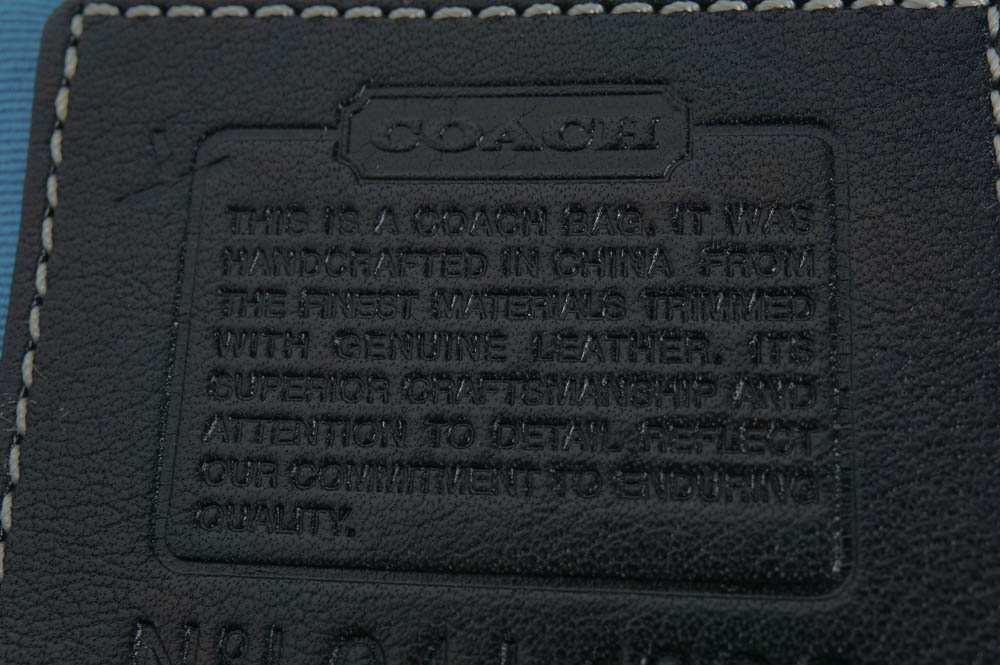 COACH
THIS IS A COACH BAG. IT WAS
HANDCRAFTED IN CHINA FROM
THE FINEST MATERIALS TRIMMED
WITH GENUINE LEATHER. ITS
SUPERIOR CRAFTSMANSHIP AND
ATTENTION TO DETAIL REFLECT
OUR COMMITMENT TO ENDURING
QUALITY.